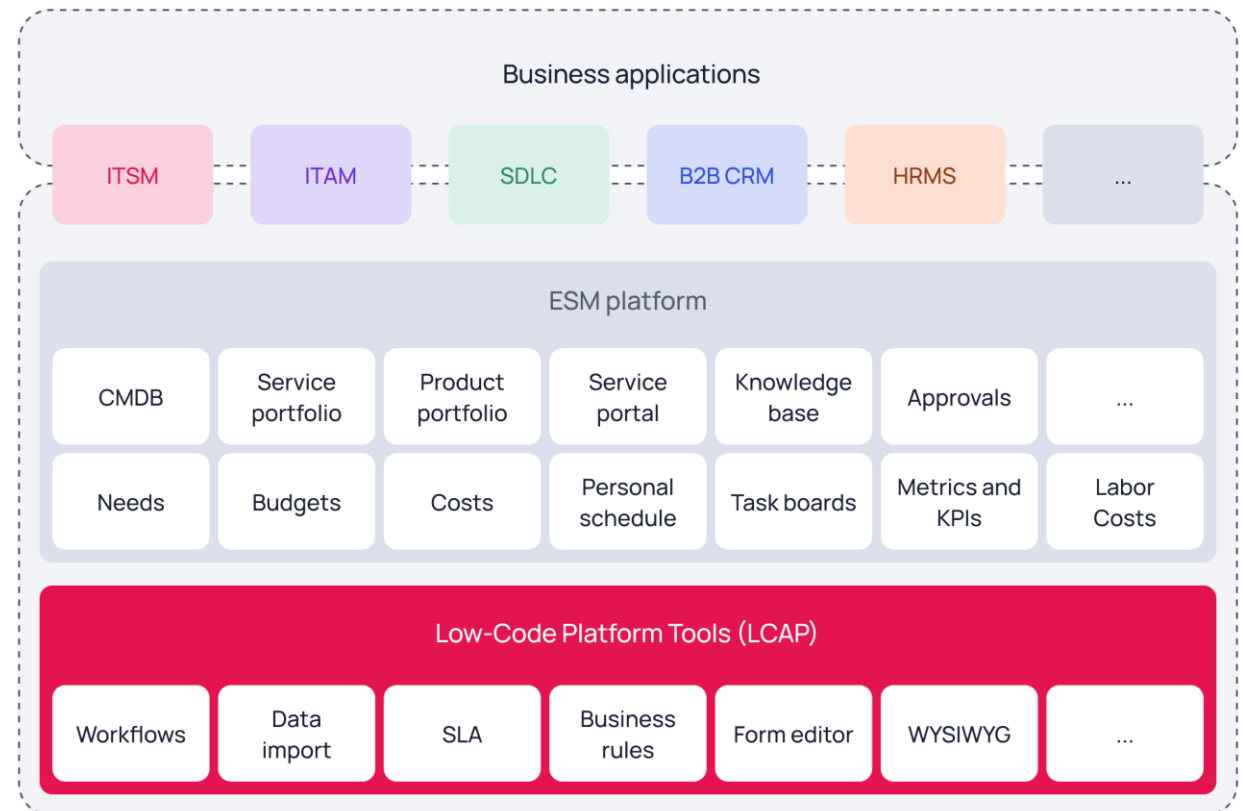 Business applications
ITSM
ITAM
SDLC
B2B CRM
HRMS
...
ESM platform
CMDB
Service
portfolio
Product
portfolio
Service
portal
Knowledge
base
Approvals
...
Needs
Budgets
Costs
Personal
schedule
Task boards
Metrics and
KPIs
Labor
Costs
Low-Code Platform Tools (LCAP)
Workflows
Data
import
SLA
Business
rules
Form editor
WYSIWYG
...